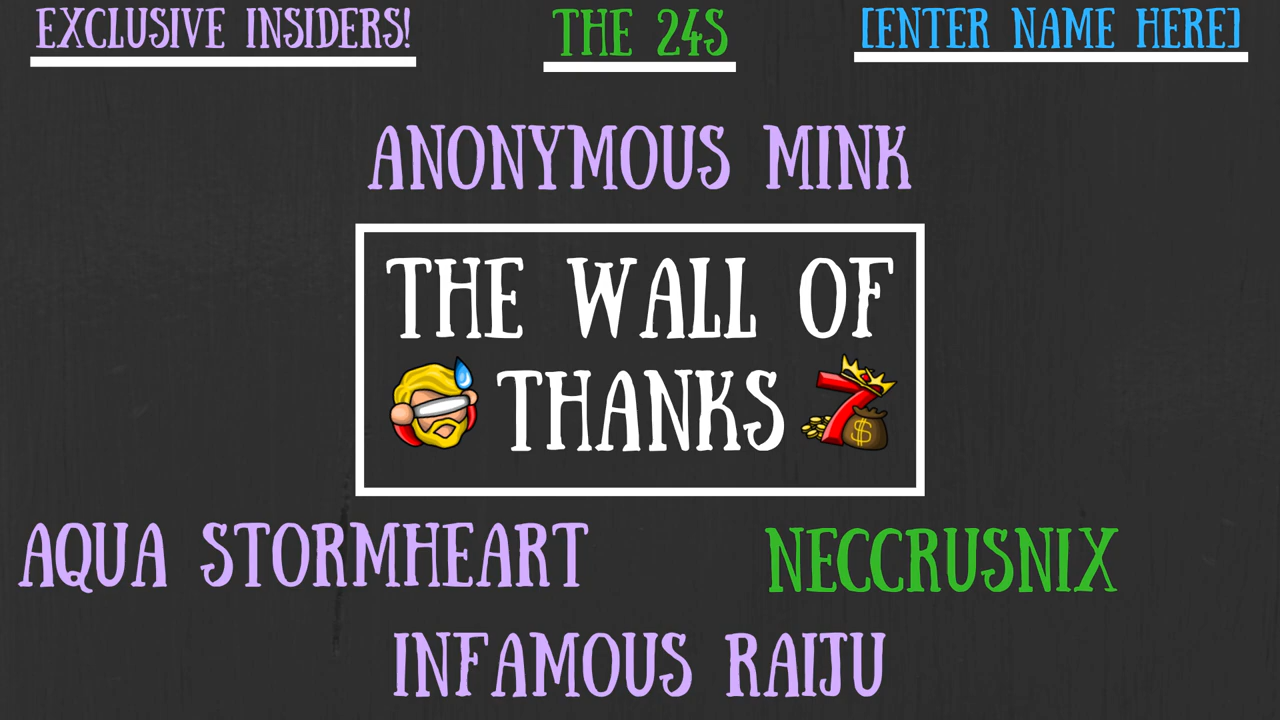 EXCLUSIVE INSIDERS!
THE 24S
[ENTER NAME HERE]
ANONYMOUS MINK
THE WALL OF
THANKS
AQUA STORMHEART
NECCRUSNIX
INFAMOUS RAIJU